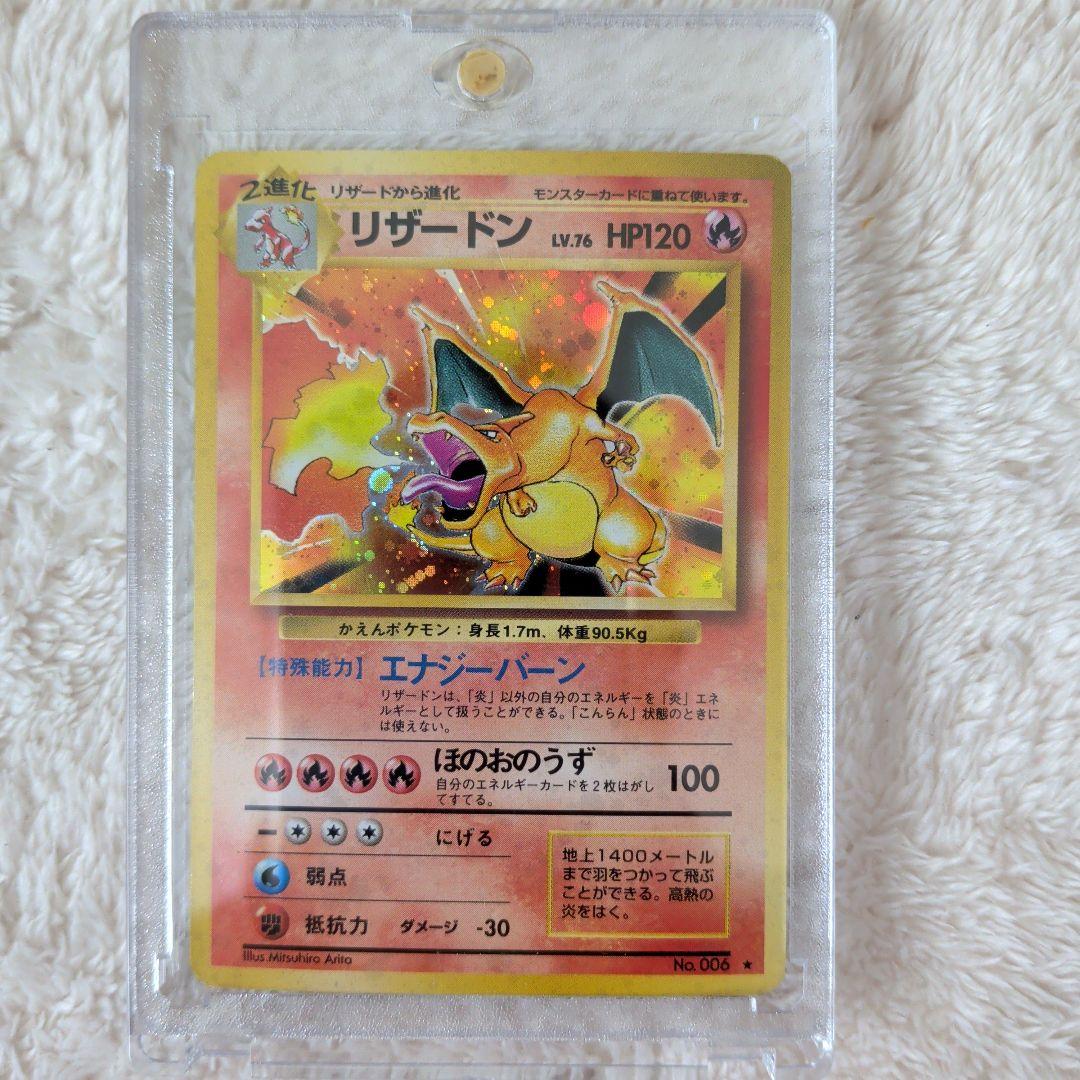 2進化 リザードから進化 モンスターカードに重ねて使います。
リザードン LV.76 HP120
かえんポケモン：身長1.7m、体重90.5Kg
【特殊能力】エナジーバーン
リザードンは、「炎」以外の自分のエネルギーを「炎」エネ
ルギーとして扱うことができる。「こんらん」状態のときに
は使えない。
ほのおのうず 100
自分のエネルギーカードを2枚はがし
てすてる。
にげる
弱点
抵抗力 ダメージ -30
地上1400メートル
まで羽をつかって飛ぶ
ことができる。高熱の
炎をはく。
Illus.Mitsuhiro Arita
No.006 ★